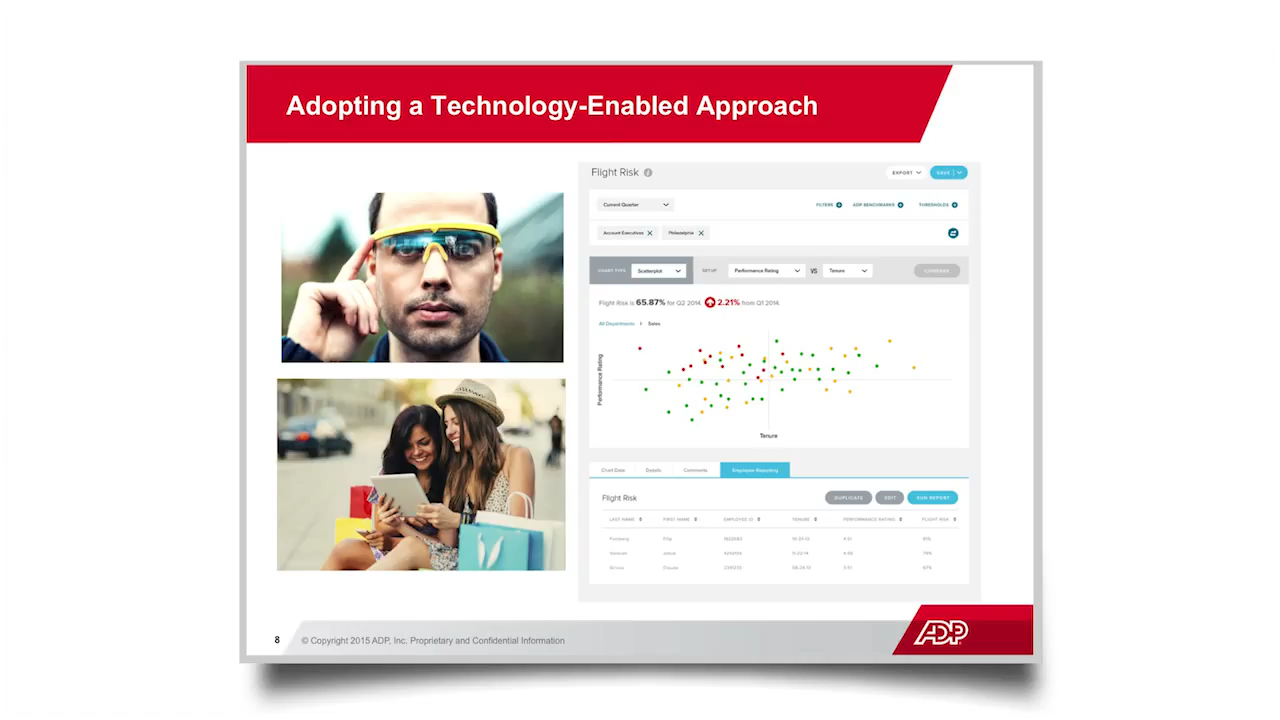 Adopting a Technology-Enabled Approach
Flight Risk
EXPORT
SAVE
Current Quarter
FILTERS
ADP BENCHMARKS
THRESHOLDS
Account Executives
Philadelphia
CHART TYPE
Scatterplot
SETUP
Performance Rating
VS
Tenure
COMPARE
Flight Risk is 65.87% for Q2 2014. 2.21% from Q1 2014.
All Departments
Sales
Performance Rating
Tenure
Chart Data
Details
Comments
Employee Reporting
Flight Risk
DUPLICATE
EDIT
RUN REPORT
LAST NAME
FIRST NAME
EMPLOYEE ID
TENURE
PERFORMANCE RATING
FLIGHT RISK
8
© Copyright 2015 ADP, Inc. Proprietary and Confidential Information
ADP